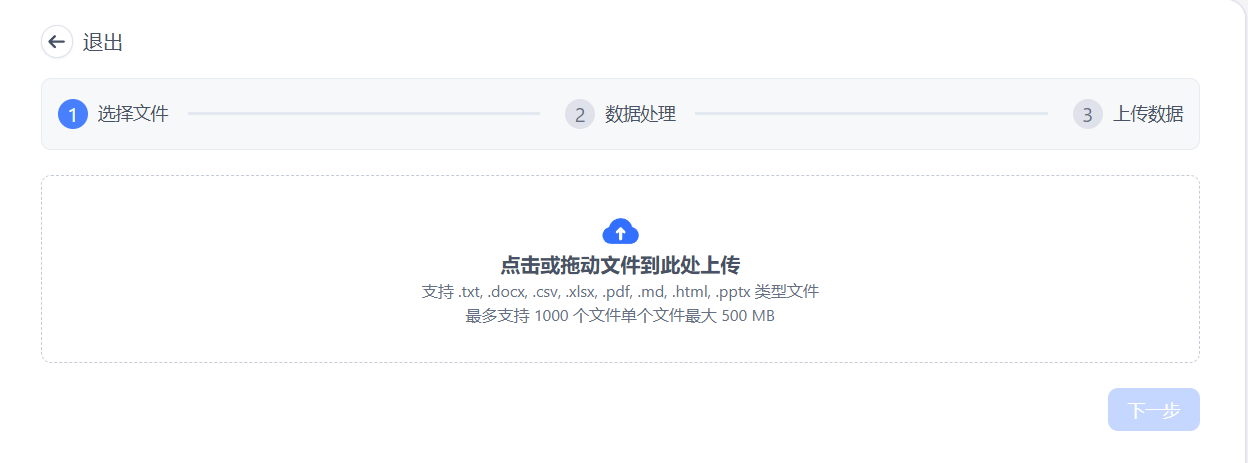 退出
1 选择文件 2 数据处理 3 上传数据
点击或拖动文件到此处上传
支持 .txt, .docx, .csv, .xlsx, .pdf, .md, .html, .pptx 类型文件
最多支持 1000 个文件单个文件最大 500 MB
下一步